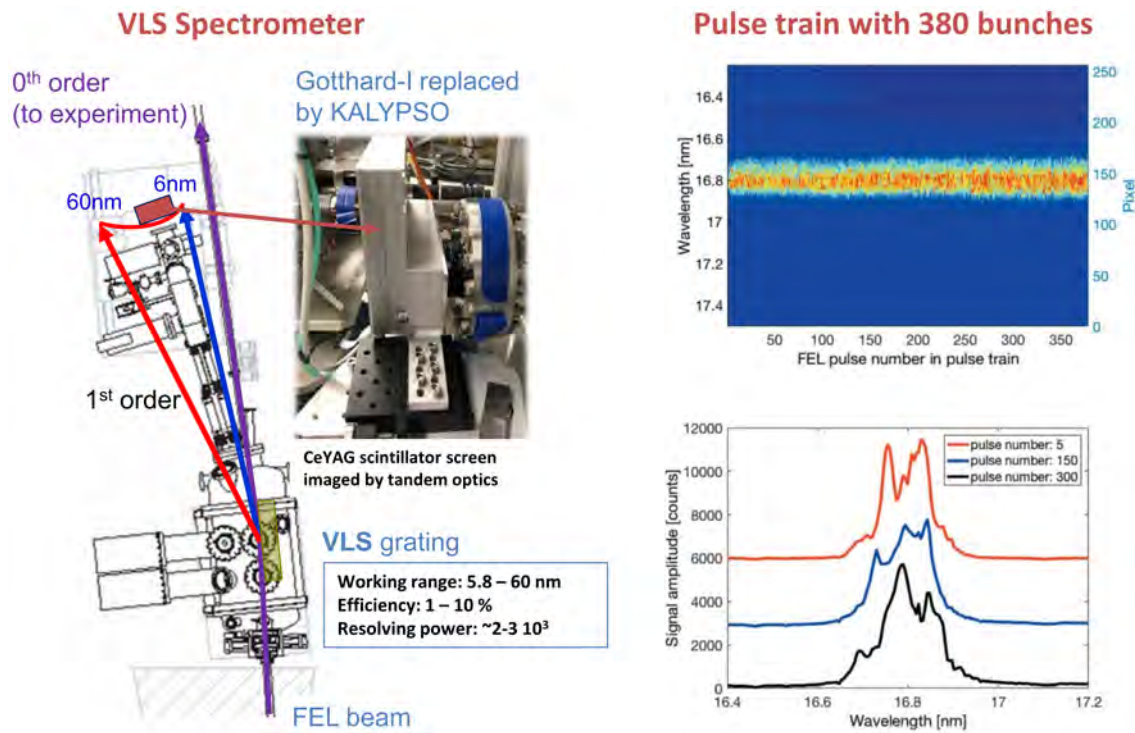 VLS Spectrometer
0th order
(to experiment)
60nm
6nm
1st order
Gotthard-I replaced
by KALYPSO
CeYAG scintillator screen
imaged by tandem optics
VLS grating
Working range: 5.8 – 60 nm
Efficiency: 1 – 10 %
Resolving power: ~2-3 10³
FEL beam
Pulse train with 380 bunches
Wavelength [nm]
16.4
16.6
16.8
17
17.2
17.4
250
200
150
100
50
0
Pixel
50 100 150 200 250 300 350
FEL pulse number in pulse train
Signal amplitude [counts]
12000
10000
8000
6000
4000
2000
0
pulse number: 5
pulse number: 150
pulse number: 300
16.4 16.6 16.8 17 17.2
Wavelength [nm]